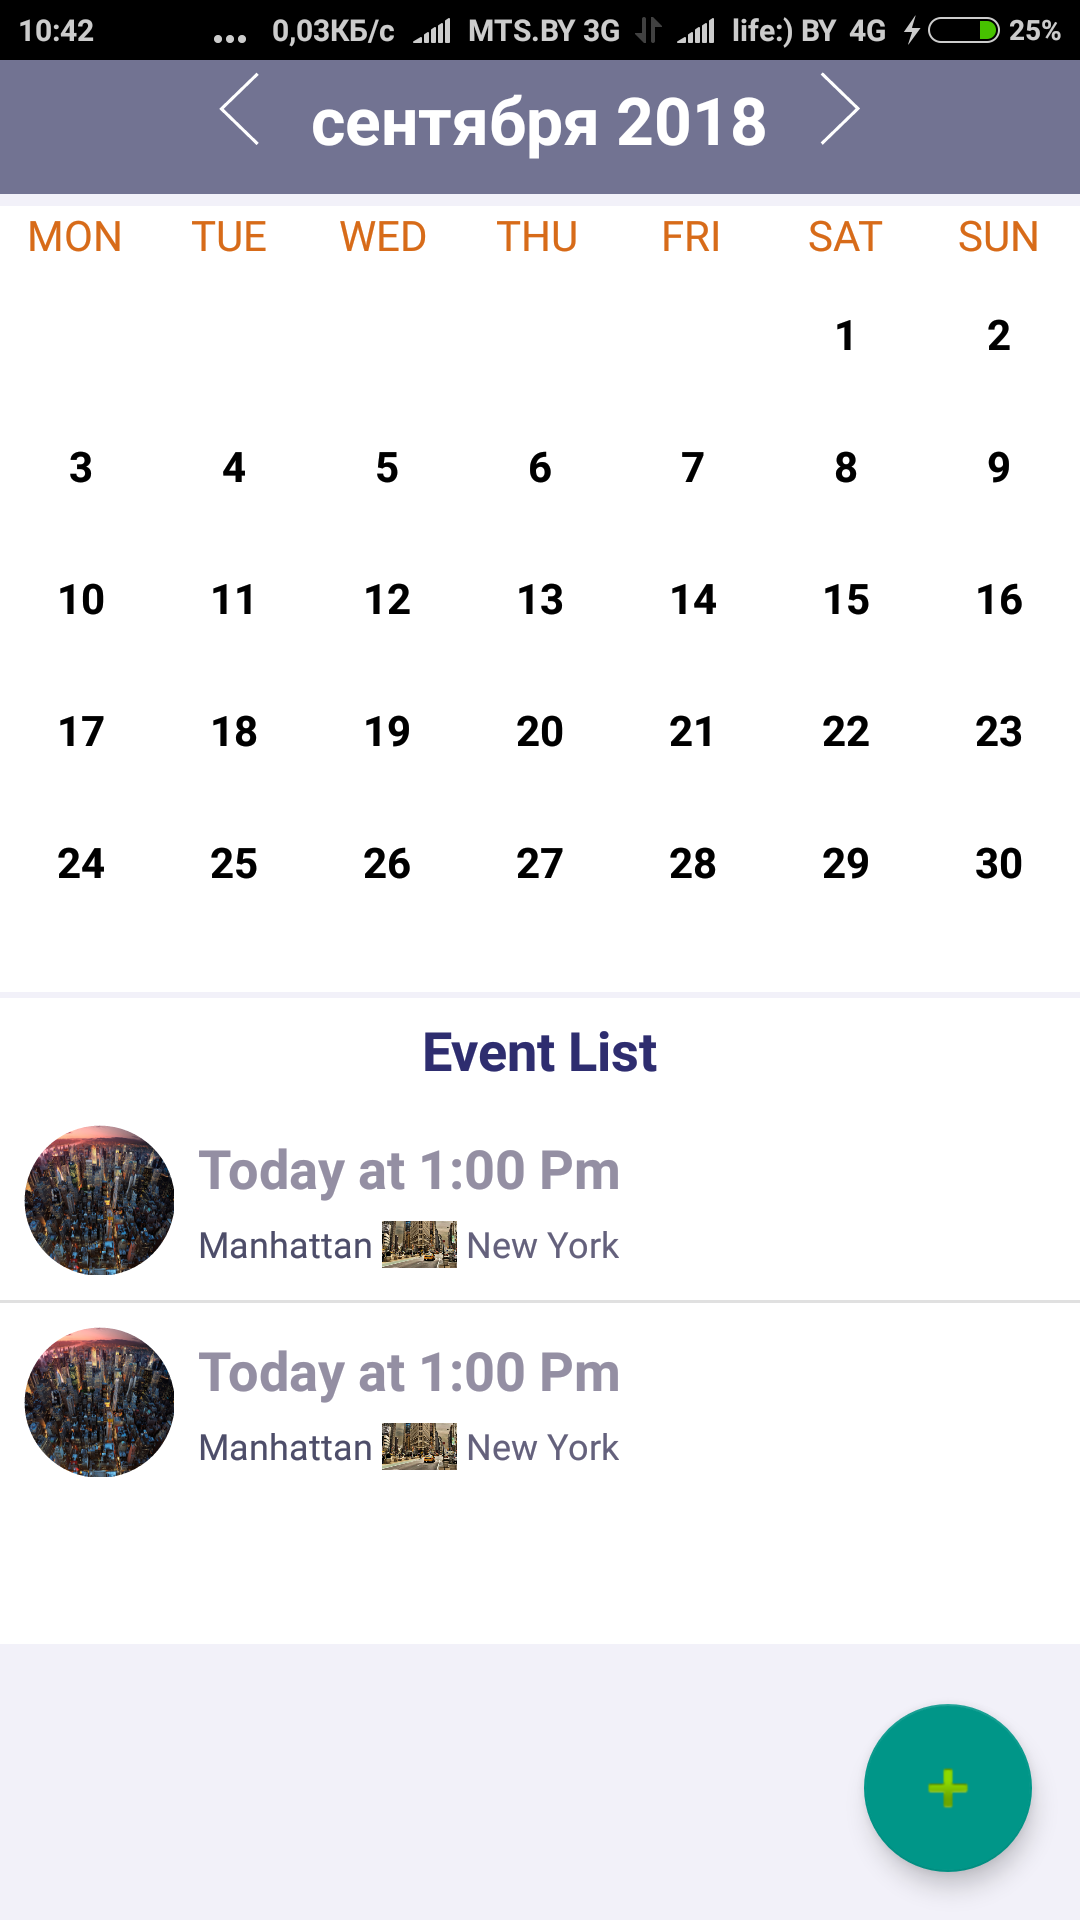 10:42 ... 0,03КБ/с MTS.BY 3G life:) BY 4G 25%
сентября 2018
MON TUE WED THU FRI SAT SUN
1 2
3 4 5 6 7 8 9
10 11 12 13 14 15 16
17 18 19 20 21 22 23
24 25 26 27 28 29 30
Event List
Today at 1:00 Pm
Manhattan New York
Today at 1:00 Pm
Manhattan New York